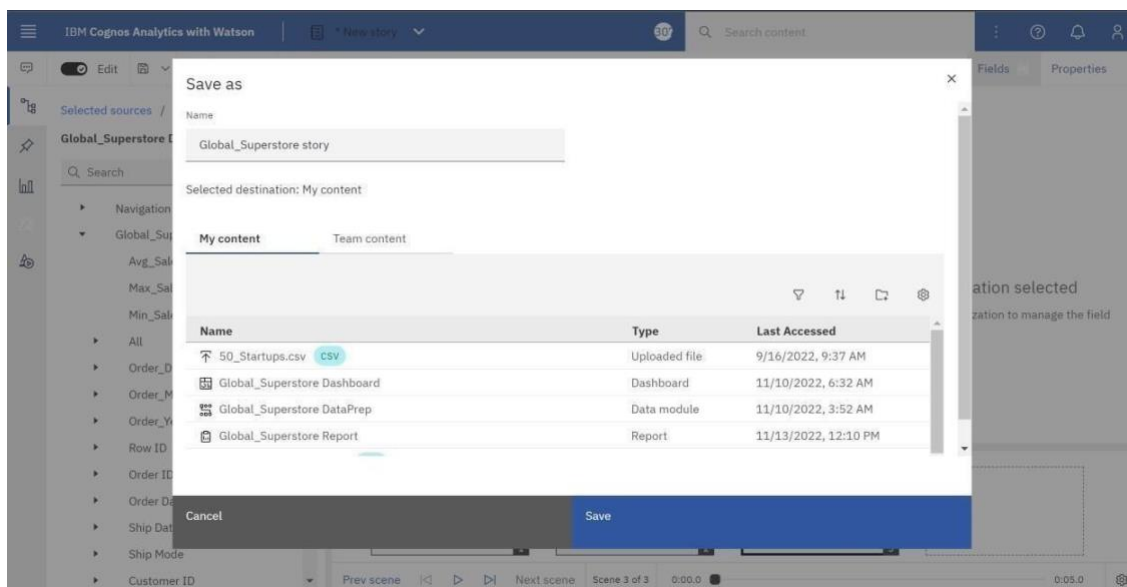 IBM Cognos Analytics with Watson
* New story
30
Search content
Edit
Fields
Properties
Selected sources /
Global_Superstore D
Search
Navigation
Global_Sup
Avg_Sal
Max_Sal
Min_Sal
All
Order_D
Order_M
Order_Y
Row ID
Order ID
Order Da
Ship Dat
Ship Mode
Customer ID
Save as
Name
Global_Superstore story
Selected destination: My content
My content
Team content
Name Type Last Accessed
50_Startups.csv CSV Uploaded file 9/16/2022, 9:37 AM
Global_Superstore Dashboard Dashboard 11/10/2022, 6:32 AM
Global_Superstore DataPrep Data module 11/10/2022, 3:52 AM
Global_Superstore Report Report 11/13/2022, 12:10 PM
Cancel
Save
ation selected
zation to manage the field
Prev scene
Next scene
Scene 3 of 3
0:00.0
0:05.0